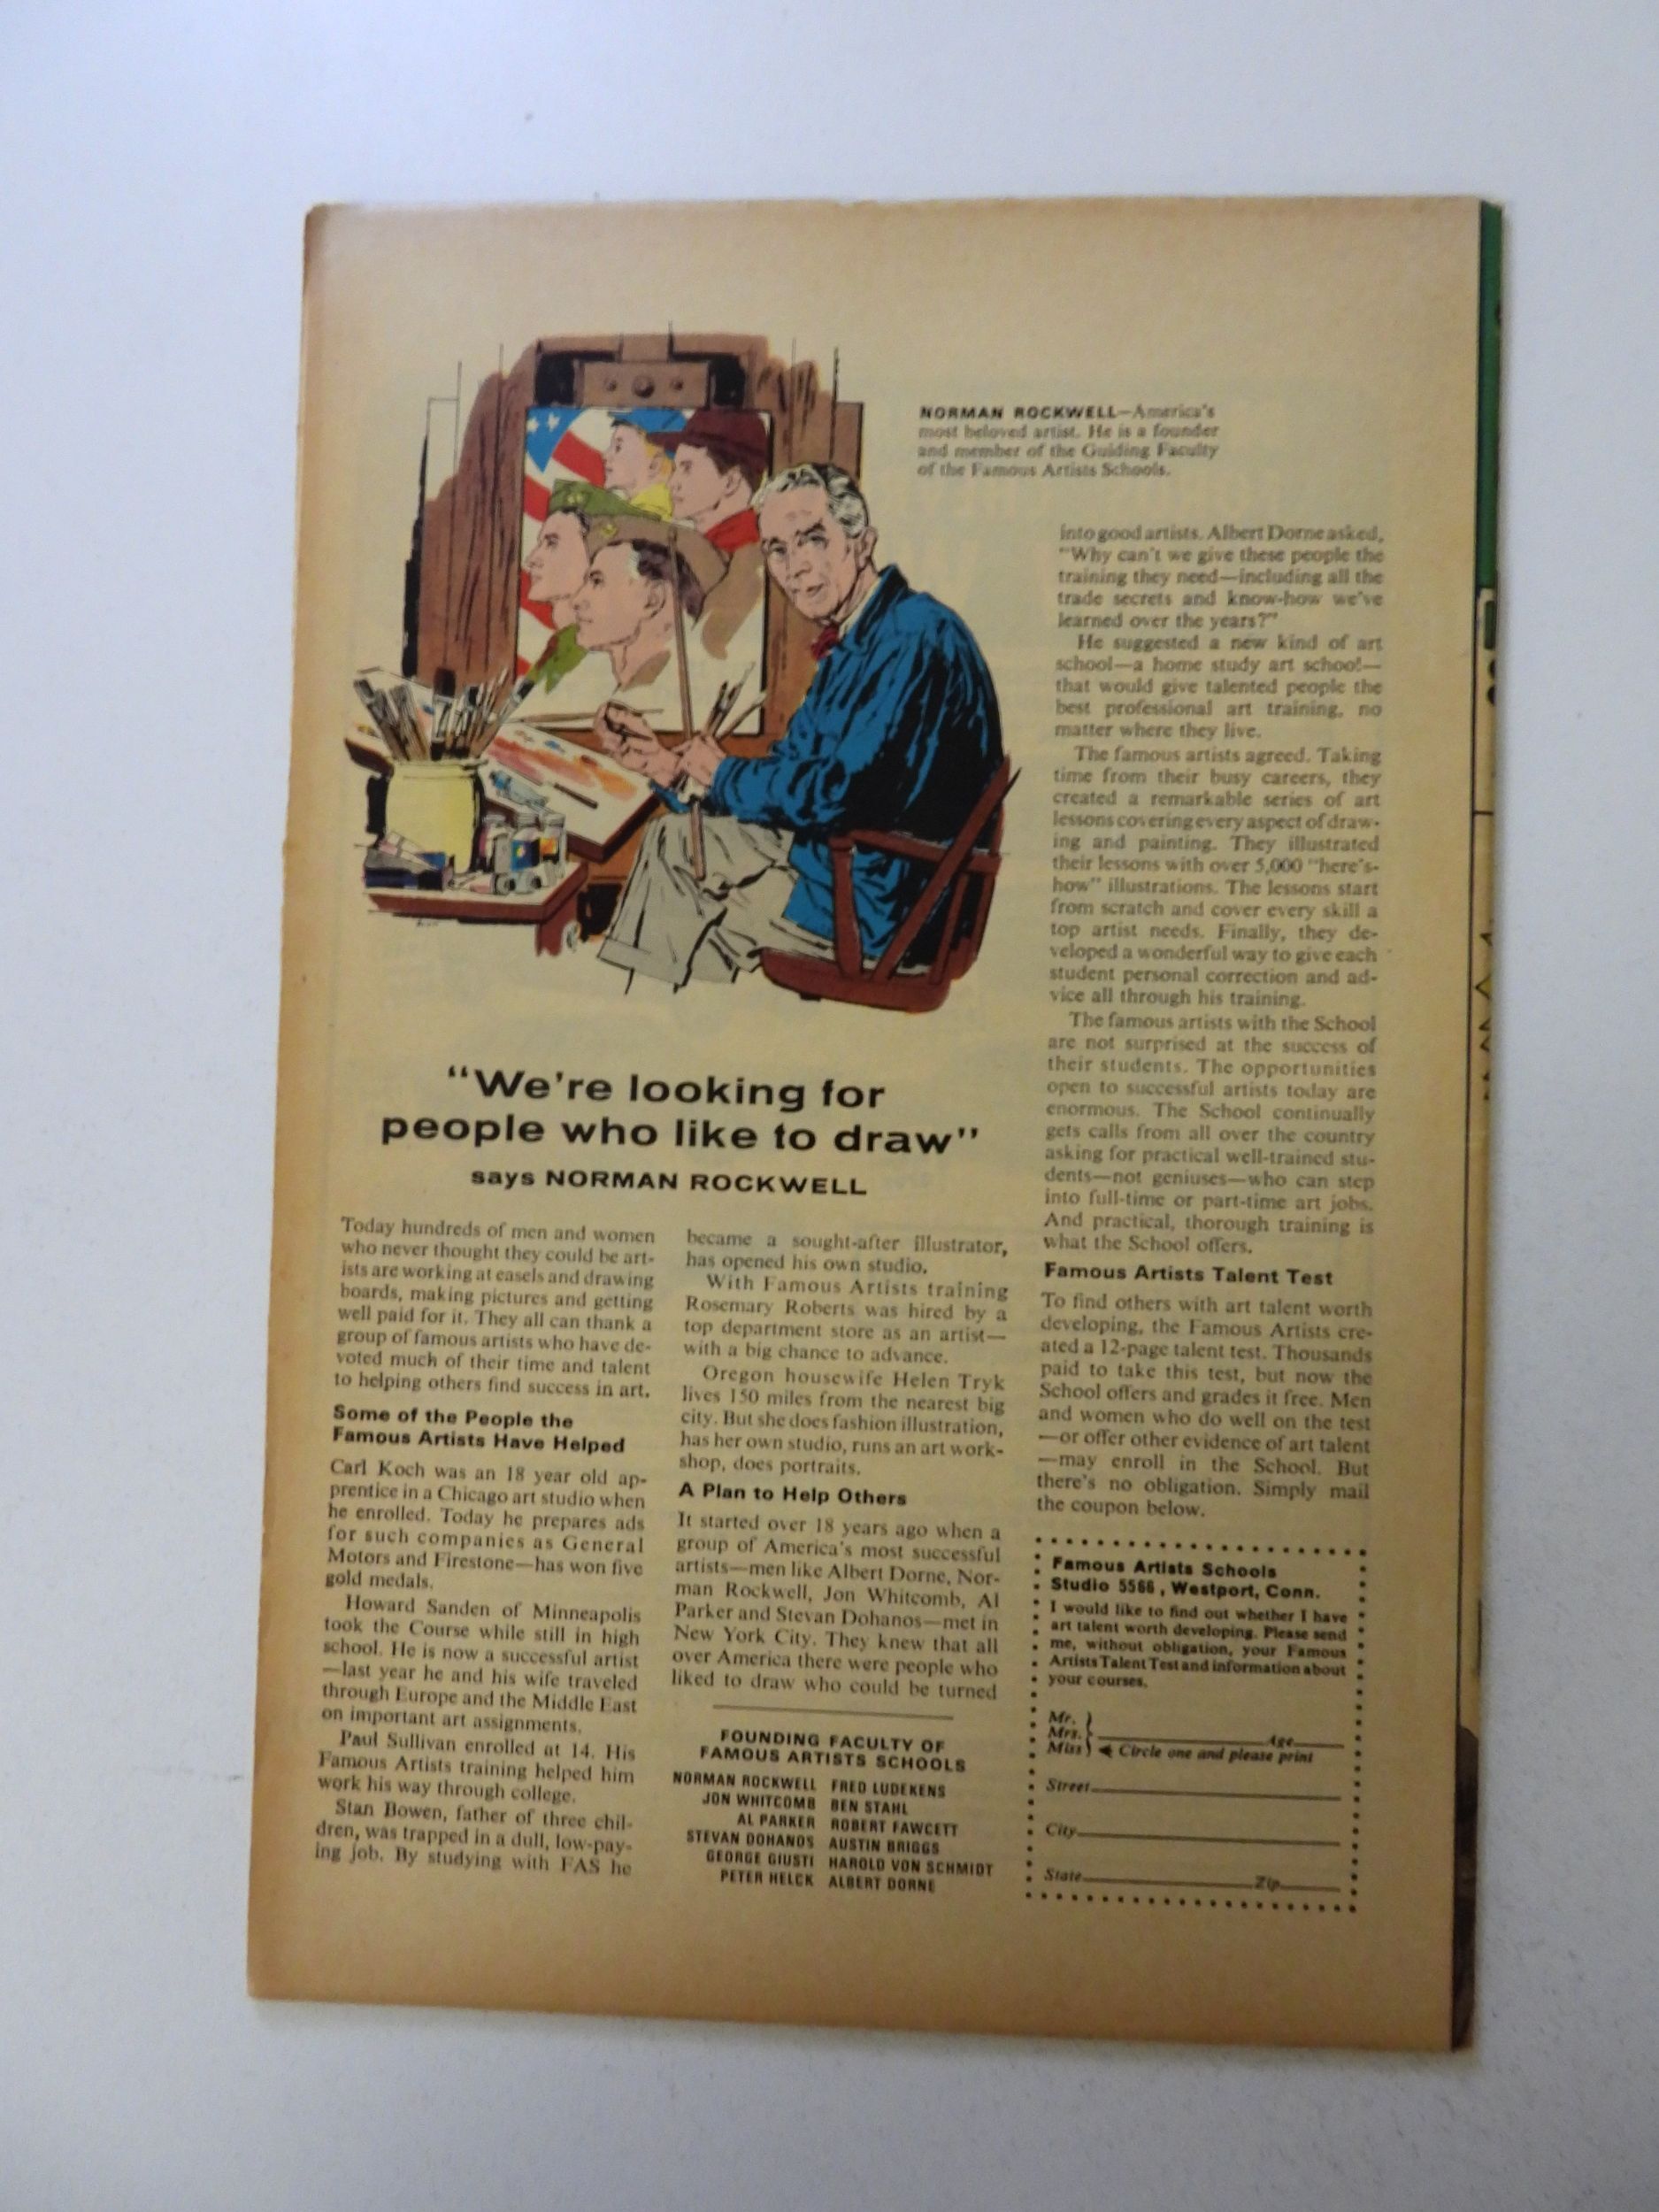 NORMAN ROCKWELL—America's
most beloved artist. He is a founder
and member of the Guiding Faculty
of the Famous Artists Schools.
"We're looking for
people who like to draw"
says NORMAN ROCKWELL
Today hundreds of men and women
who never thought they could be art-
ists are working at easels and drawing
boards, making pictures and getting
well paid for it. They all can thank a
group of famous artists who have de-
voted much of their time and talent
to helping others find success in art.
Some of the People the
Famous Artists Have Helped
Carl Koch was an 18 year old ap-
prentice in a Chicago art studio when
he enrolled. Today he prepares ads
for such companies as General
Motors and Firestone—has won five
gold medals.
Howard Sanden of Minneapolis
took the Course while still in high
school. He is now a successful artist
—last year he and his wife traveled
through Europe and the Middle East
on important art assignments.
Paul Sullivan enrolled at 14. His
Famous Artists training helped him
work his way through college.
Stan Bowen, father of three chil-
dren, was trapped in a dull, low-pay-
ing job. By studying with FAS he
became a sought-after illustrator,
has opened his own studio.
With Famous Artists training
Rosemary Roberts was hired by a
top department store as an artist—
with a big chance to advance.
Oregon housewife Helen Tryk
lives 150 miles from the nearest big
city. But she does fashion illustration,
has her own studio, runs an art work-
shop, does portraits.
A Plan to Help Others
It started over 18 years ago when a
group of America's most successful
artists—men like Albert Dorne, Nor-
man Rockwell, Jon Whitcomb, Al
Parker and Stevan Dohanos—met in
New York City. They knew that all
over America there were people who
liked to draw who could be turned
into good artists. Albert Dorne asked,
"Why can't we give these people the
training they need—including all the
trade secrets and know-how we've
learned over the years?"
He suggested a new kind of art
school—a home study art school—
that would give talented people the
best professional art training, no
matter where they live.
The famous artists agreed. Taking
time from their busy careers, they
created a remarkable series of art
lessons covering every aspect of draw-
ing and painting. They illustrated
their lessons with over 5,000 "here's-
how" illustrations. The lessons start
from scratch and cover every skill a
top artist needs. Finally, they de-
veloped a wonderful way to give each
student personal correction and ad-
vice all through his training.
The famous artists with the School
are not surprised at the success of
their students. The opportunities
open to successful artists today are
enormous. The School continually
gets calls from all over the country
asking for practical well-trained stu-
dents—not geniuses—who can step
into full-time or part-time art jobs.
And practical, thorough training is
what the School offers.
Famous Artists Talent Test
To find others with art talent worth
developing, the Famous Artists cre-
ated a 12-page talent test. Thousands
paid to take this test, but now the
School offers and grades it free. Men
and women who do well on the test
—or offer other evidence of art talent
—may enroll in the School. But
there's no obligation. Simply mail
the coupon below.
FOUNDING FACULTY OF
FAMOUS ARTISTS SCHOOLS
NORMAN ROCKWELL FRED LUDEKENS
JON WHITCOMB BEN STAHL
AL PARKER ROBERT FAWCETT
STEVAN DOHANOS AUSTIN BRIGGS
GEORGE GIUSTI HAROLD VON SCHMIDT
PETER HELCK ALBERT DORNE
Famous Artists Schools
Studio 5566, Westport, Conn.
I would like to find out whether I have
art talent worth developing. Please send
me, without obligation, your Famous
Artists Talent Test and information about
your courses.
Mr.
Mrs. Age
Miss Circle one and please print
Street
City
State Zip